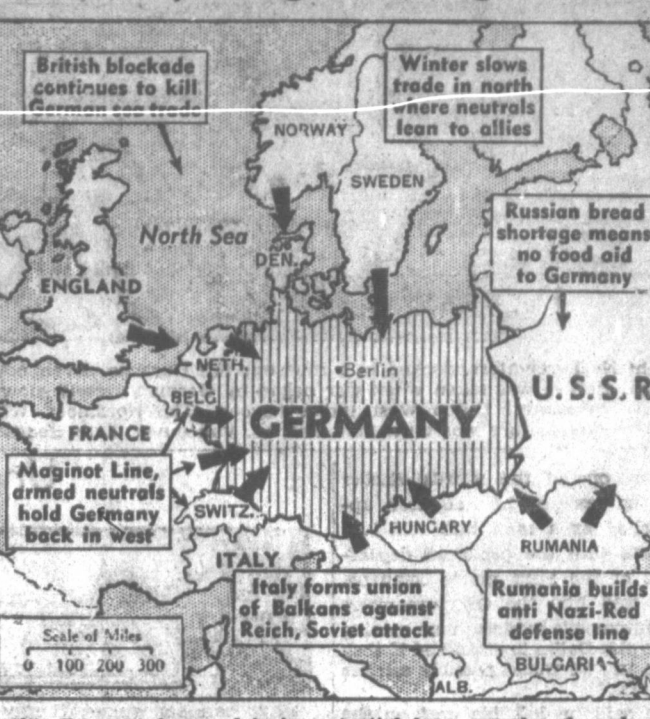 British blockade
continues to kill
German sea trade
Winter slows
trade in north
where neutrals
lean to allies
NORWAY
SWEDEN
Russian bread
shortage means
no food aid
to Germany
North Sea
DEN.
ENGLAND
NETH.
Berlin
U.S.S.R
BELG
GERMANY
FRANCE
Maginot Line,
armed neutrals
hold Germany
back in west
SWITZ.
HUNGARY
RUMANIA
ITALY
Italy forms union
of Balkans against
Reich, Soviet attack
Rumania builds
anti Nazi-Red
defense line
Scale of Miles
0 100 200 300
BULGARIA
ALB.